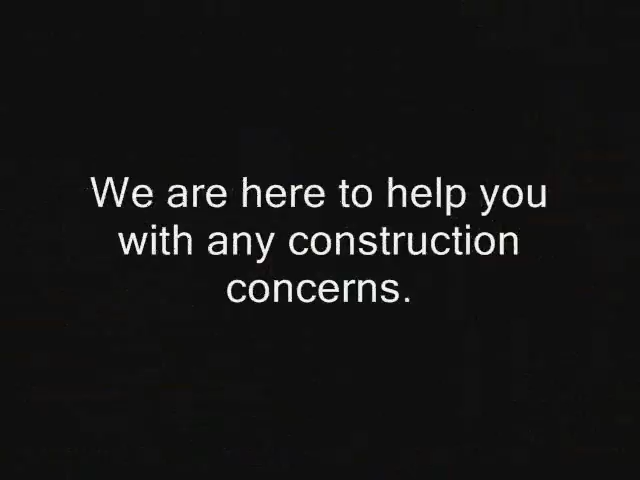 We are here to help you
with any construction
concerns.